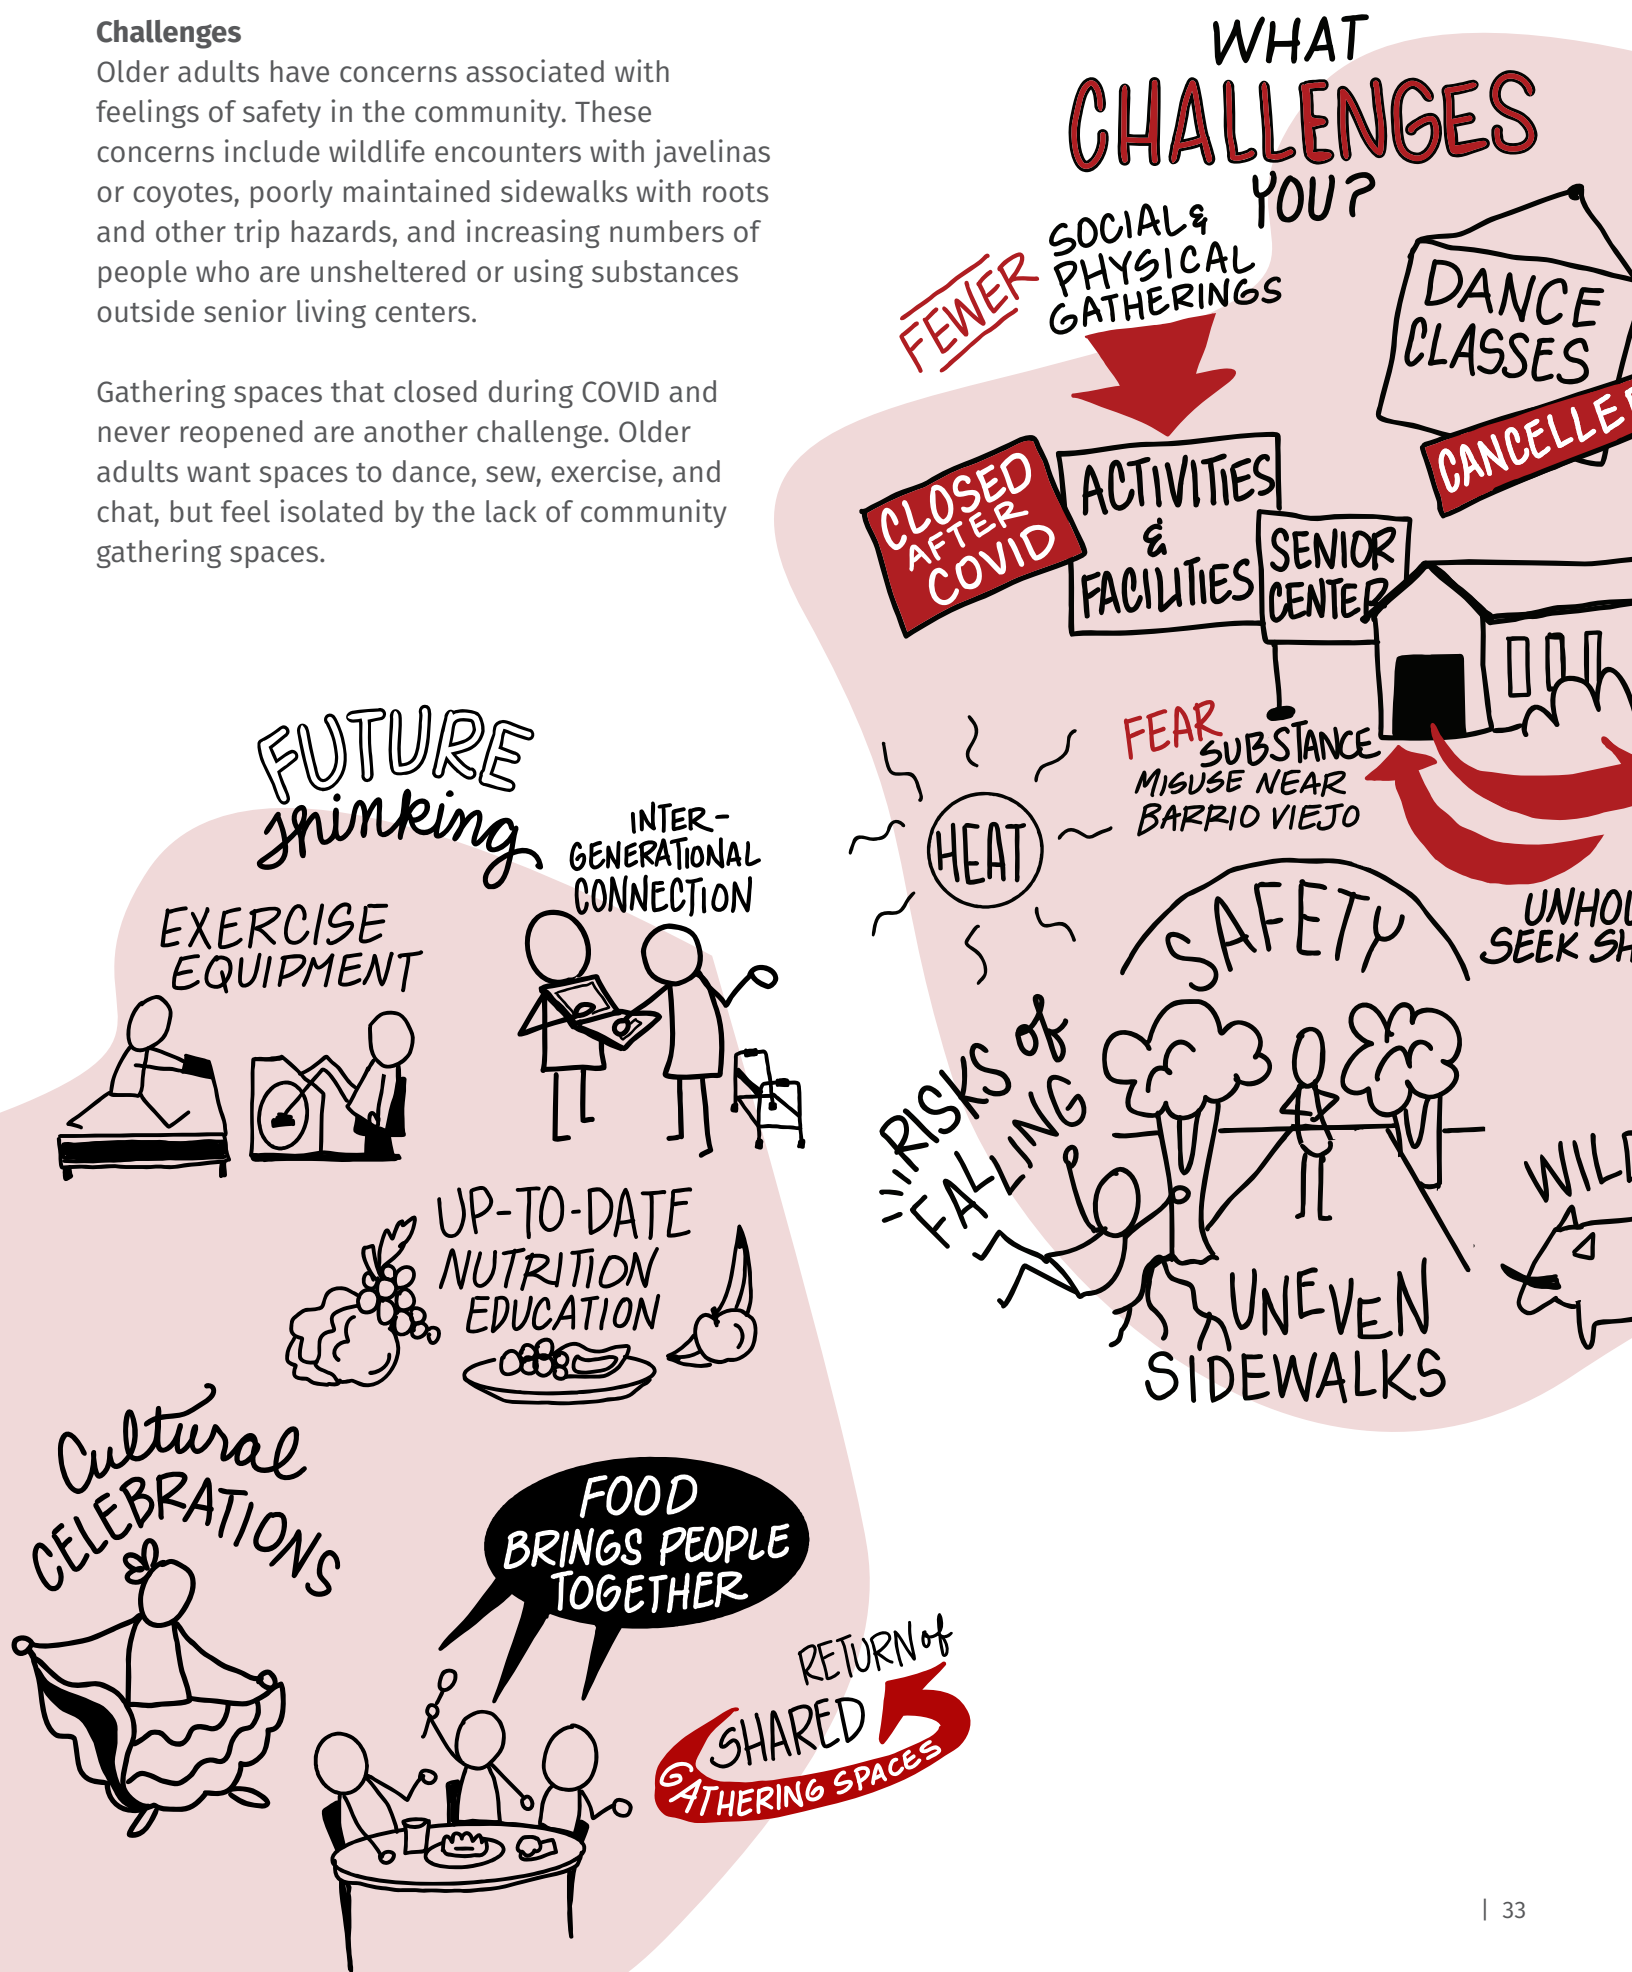 Challenges
Older adults have concerns associated with
feelings of safety in the community. These
concerns include wildlife encounters with javelinas
or coyotes, poorly maintained sidewalks with roots
and other trip hazards, and increasing numbers of
people who are unsheltered or using substances
outside senior living centers.
Gathering spaces that closed during COVID and
never reopened are another challenge. Older
adults want spaces to dance, sew, exercise, and
chat, but feel isolated by the lack of community
gathering spaces.
WHAT
CHALLENGES
YOU?
FEWER
SOCIAL &
PHYSICAL
GATHERINGS
DANCE
CLASSES
CANCELLE
CLOSED
AFTER
COVID
ACTIVITIES
&
FACILITIES
SENIOR
CENTER
HEAT
FEAR
SUBSTANCE
MISUSE NEAR
BARRIO VIEJO
UNHOU
SEEK SH
SAFETY
RISKS of
FALLING
UNEVEN
SIDEWALKS
WILD
FUTURE
thinking
EXERCISE
EQUIPMENT
INTER-
GENERATIONAL
CONNECTION
UP-TO-DATE
NUTRITION
EDUCATION
Cultural
CELEBRATIONS
FOOD
BRINGS PEOPLE
TOGETHER
RETURN of
SHARED
GATHERING SPACES
| 33